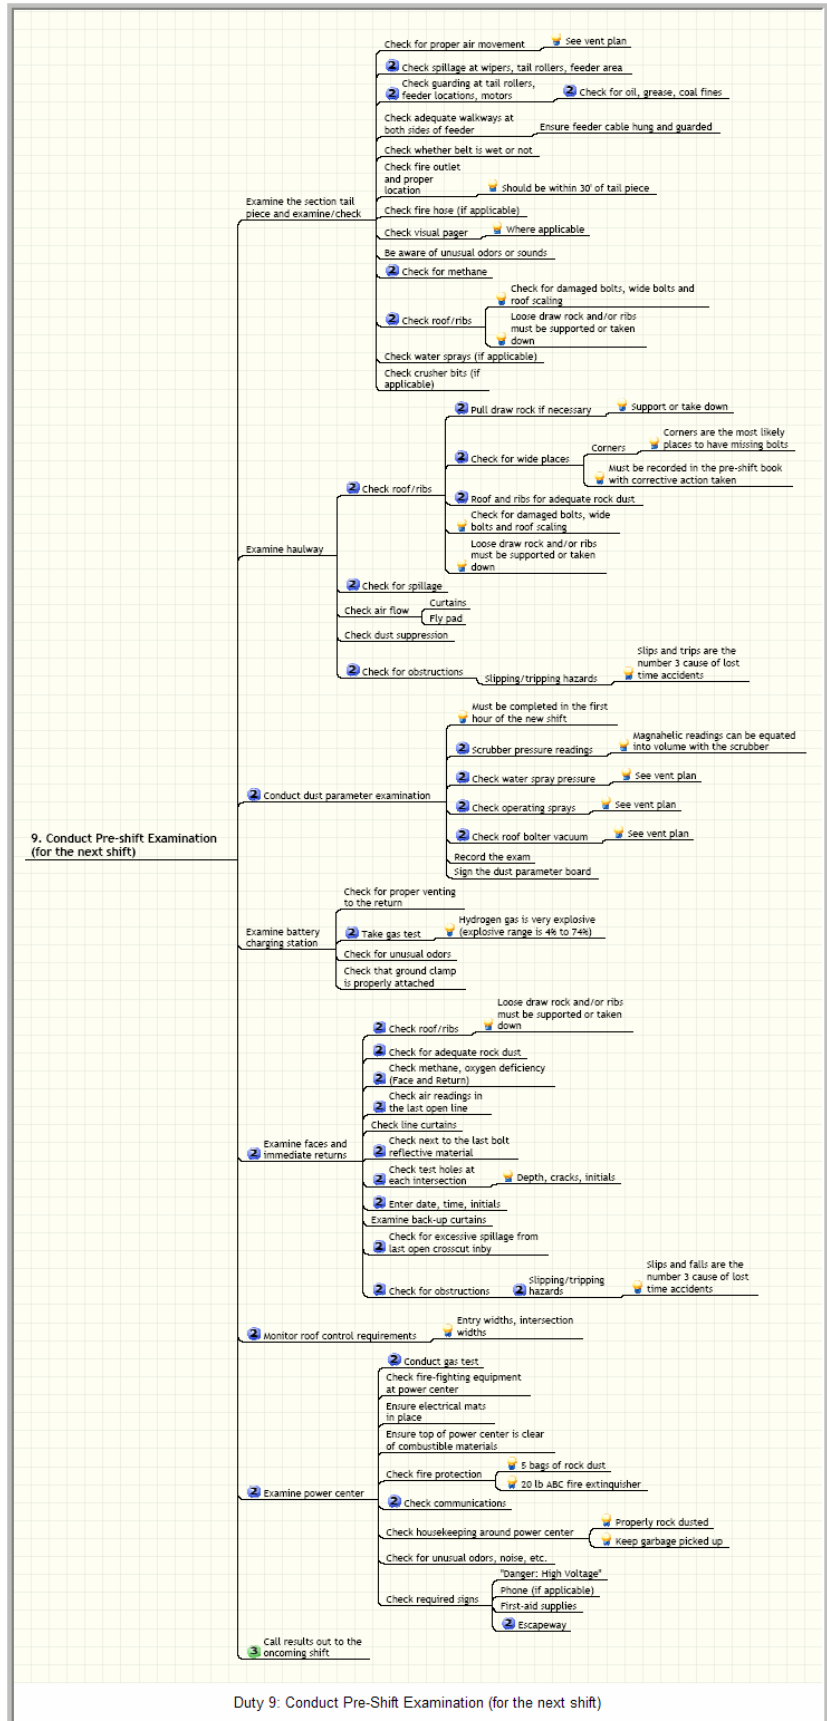 Check for proper air movement
See vent plan
2 Check spillage at wipers, tail rollers, feeder area
Check guarding at tail rollers,
2 feeder locations, motors
2 Check for oil, grease, coal fines
Check adequate walkways at
both sides of feeder
Ensure feeder cable hung and guarded
Check whether belt is wet or not
Check fire outlet
and proper
location
Should be within 30' of tail piece
Examine the section tail
piece and examine/check
Check fire hose (if applicable)
Check visual pager
Where applicable
Be aware of unusual odors or sounds
2 Check for methane
2 Check roof/ribs
Check for damaged bolts, wide bolts and
roof scaling
Loose draw rock and/or ribs
must be supported or taken
down
Check water sprays (if applicable)
Check crusher bits (if
applicable)
Examine haulway
2 Check roof/ribs
2 Pull draw rock if necessary
Support or take down
2 Check for wide places
Corners
Corners are the most likely
places to have missing bolts
Must be recorded in the pre-shift book
with corrective action taken
2 Roof and ribs for adequate rock dust
Check for damaged bolts, wide
bolts and roof scaling
Loose draw rock and/or ribs
must be supported or taken
down
2 Check for spillage
Check air flow
Curtains
Fly pad
Check dust suppression
2 Check for obstructions
Slipping/tripping hazards
Slips and trips are the
number 3 cause of lost
time accidents
2 Conduct dust parameter examination
Must be completed in the first
hour of the new shift
2 Scrubber pressure readings
Magnahelic readings can be equated
into volume with the scrubber
2 Check water spray pressure
See vent plan
2 Check operating sprays
See vent plan
2 Check roof bolter vacuum
See vent plan
Record the exam
Sign the dust parameter board
9. Conduct Pre-shift Examination
(for the next shift)
Examine battery
charging station
Check for proper venting
to the return
2 Take gas test
Hydrogen gas is very explosive
(explosive range is 4% to 74%)
Check for unusual odors
Check that ground clamp
is properly attached
Examine faces and
2 immediate returns
2 Check roof/ribs
Loose draw rock and/or ribs
must be supported or taken
down
2 Check for adequate rock dust
Check methane, oxygen deficiency
2 (Face and Return)
Check air readings in
2 the last open line
Check line curtains
Check next to the last bolt
2 reflective material
Check test holes at
2 each intersection
Depth, cracks, initials
2 Enter date, time, initials
Examine back-up curtains
Check for excessive spillage from
2 last open crosscut inby
2 Check for obstructions
Slipping/tripping
2 hazards
Slips and falls are the
number 3 cause of lost
time accidents
2 Monitor roof control requirements
Entry widths, intersection
widths
2 Examine power center
2 Conduct gas test
Check fire-fighting equipment
at power center
Ensure electrical mats
in place
Ensure top of power center is clear
of combustible materials
Check fire protection
5 bags of rock dust
20 lb ABC fire extinguisher
2 Check communications
Check housekeeping around power center
Properly rock dusted
Keep garbage picked up
Check for unusual odors, noise, etc.
Check required signs
"Danger: High Voltage"
Phone (if applicable)
First-aid supplies
2 Escapeway
Call results out to the
3 oncoming shift
Duty 9: Conduct Pre-Shift Examination (for the next shift)